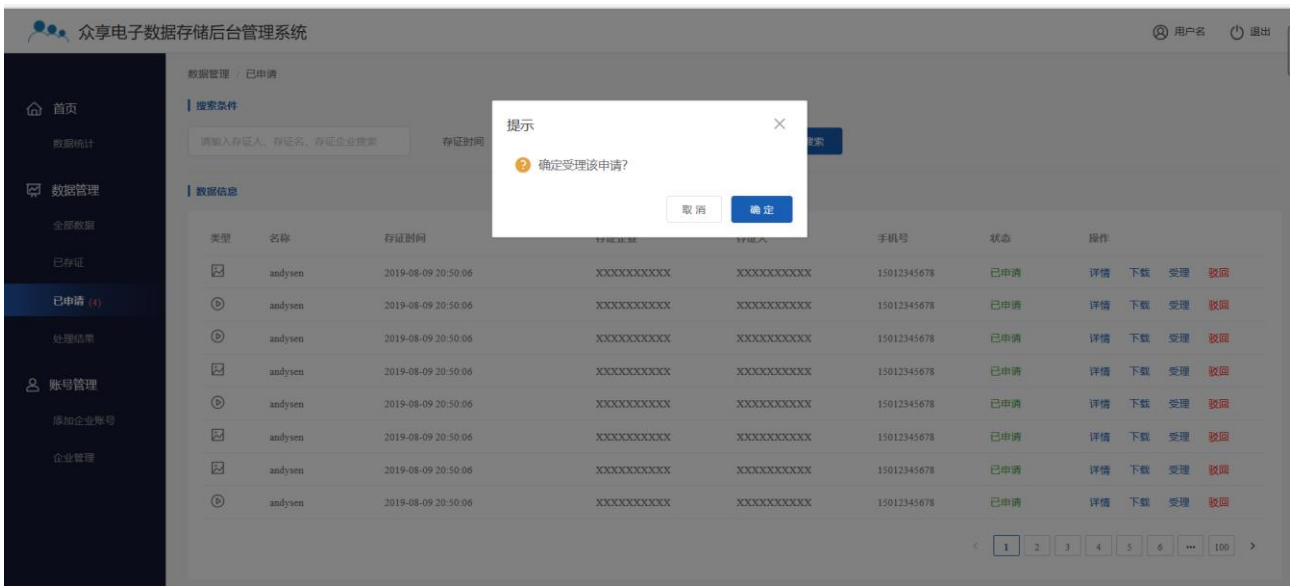 众享电子数据存储后台管理系统 用户名 退出
数据管理 / 已申请
首页
数据统计
数据管理
全部数据
已存证
已申请 (4)
处理结果
账号管理
添加企业账号
企业管理
搜索条件
请输入存证人、存证名、存证企业搜索 存证时间
提示
确定受理该申请?
取消 确定
数据信息
类型 名称 存证时间 存证企业 存证人 手机号 状态 操作
andysen 2019-08-09 20:50:06 XXXXXXXXXX XXXXXXXXXX 15012345678 已申请 详情 下载 受理 驳回
andysen 2019-08-09 20:50:06 XXXXXXXXXX XXXXXXXXXX 15012345678 已申请 详情 下载 受理 驳回
andysen 2019-08-09 20:50:06 XXXXXXXXXX XXXXXXXXXX 15012345678 已申请 详情 下载 受理 驳回
andysen 2019-08-09 20:50:06 XXXXXXXXXX XXXXXXXXXX 15012345678 已申请 详情 下载 受理 驳回
andysen 2019-08-09 20:50:06 XXXXXXXXXX XXXXXXXXXX 15012345678 已申请 详情 下载 受理 驳回
andysen 2019-08-09 20:50:06 XXXXXXXXXX XXXXXXXXXX 15012345678 已申请 详情 下载 受理 驳回
andysen 2019-08-09 20:50:06 XXXXXXXXXX XXXXXXXXXX 15012345678 已申请 详情 下载 受理 驳回
andysen 2019-08-09 20:50:06 XXXXXXXXXX XXXXXXXXXX 15012345678 已申请 详情 下载 受理 驳回
< 1 2 3 4 5 6 ••• 100 >